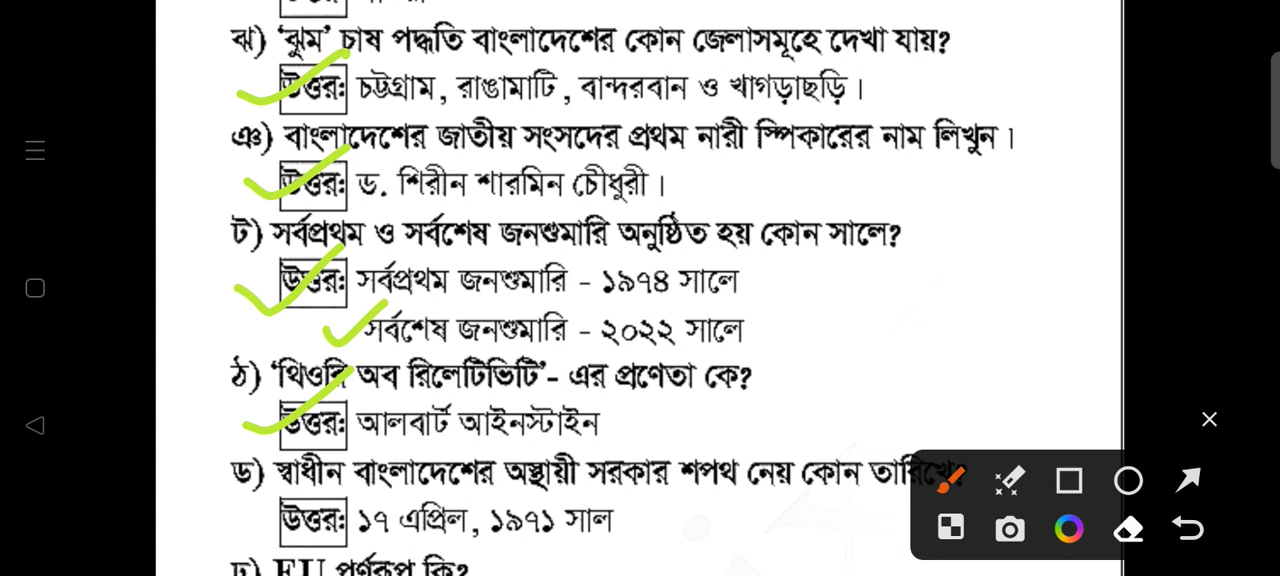 ঝ) ‘ঝুম’ চাষ পদ্ধতি বাংলাদেশের কোন জেলাসমূহে দেখা যায়?
উত্তর: চট্টগ্রাম, রাঙামাটি, বান্দরবান ও খাগড়াছড়ি।
ঞ) বাংলাদেশের জাতীয় সংসদের প্রথম নারী স্পিকারের নাম লিখুন।
উত্তর: ড. শিরীন শারমিন চৌধুরী।
ট) সর্বপ্রথম ও সর্বশেষ জনশুমারি অনুষ্ঠিত হয় কোন সালে?
উত্তর: সর্বপ্রথম জনশুমারি - ১৯৭৪ সালে
সর্বশেষ জনশুমারি - ২০২২ সালে
ঠ) ‘থিওরি অব রিলেটিভিটি’- এর প্রণেতা কে?
উত্তর: আলবার্ট আইনস্টাইন
ড) স্বাধীন বাংলাদেশের অস্থায়ী সরকার শপথ নেয় কোন তারিখে?
উত্তর: ১৭ এপ্রিল, ১৯৭১ সাল
ঢ) EU পূর্ণরূপ কি?